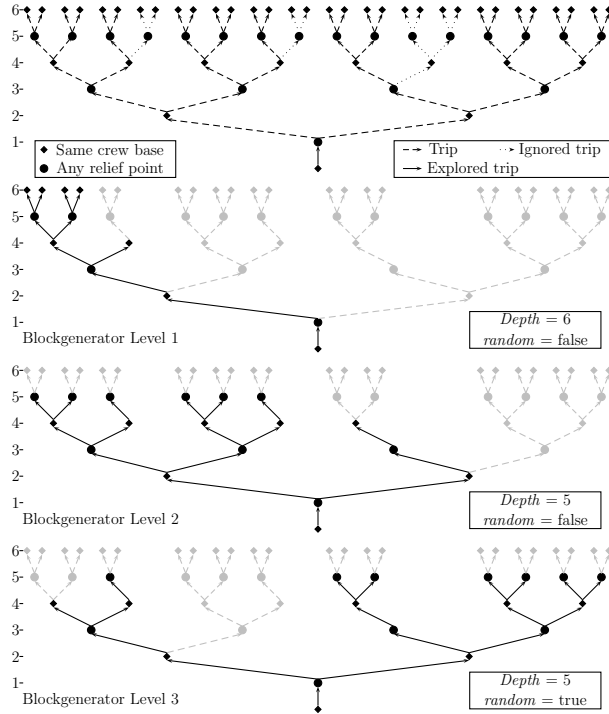 6
5
4
3
2
1
Same crew base
Any relief point
Trip Ignored trip
Explored trip
6
5
4
3
2
1
Blockgenerator Level 1
Depth = 6
random = false
6
5
4
3
2
1
Blockgenerator Level 2
Depth = 5
random = false
6
5
4
3
2
1
Blockgenerator Level 3
Depth = 5
random = true